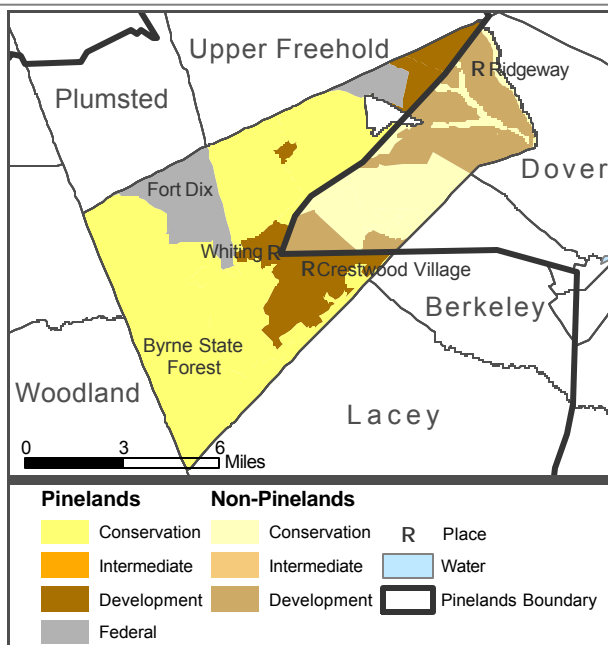 Upper Freehold
R Ridgeway
Plumsted
Dover
Fort Dix
Whiting R
R Crestwood Village
Berkeley
Byrne State
Forest
Woodland
Lacey
0 3 6
Miles
Pinelands
Conservation
Intermediate
Development
Federal
Non-Pinelands
Conservation
Intermediate
Development
R Place
Water
Pinelands Boundary